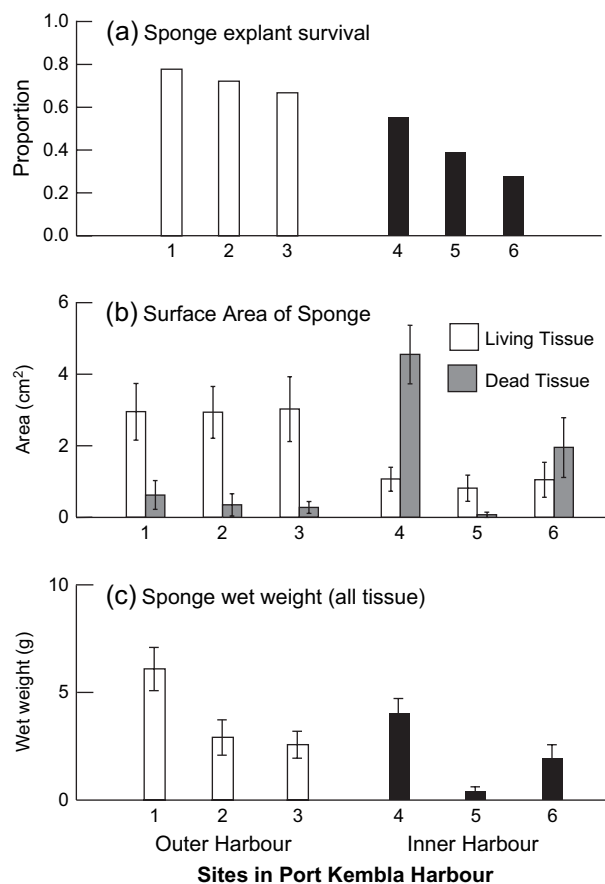 (a) Sponge explant survival
1.0
0.8
0.6
0.4
0.2
0.0
Proportion
1 2 3 4 5 6
(b) Surface Area of Sponge
Living Tissue
Dead Tissue
6
4
2
0
Area (cm²)
1 2 3 4 5 6
(c) Sponge wet weight (all tissue)
10
5
0
Wet weight (g)
1 2 3 4 5 6
Outer Harbour Inner Harbour
Sites in Port Kembla Harbour